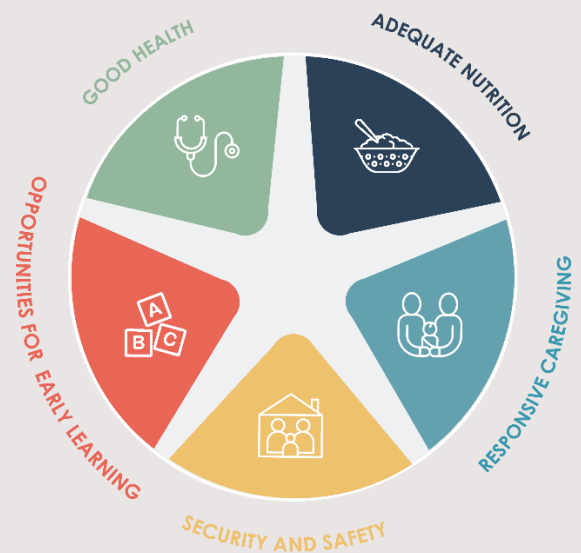 GOOD HEALTH
ADEQUATE NUTRITION
OPPORTUNITIES FOR EARLY LEARNING
A
B C
RESPONSIVE CAREGIVING
SECURITY AND SAFETY